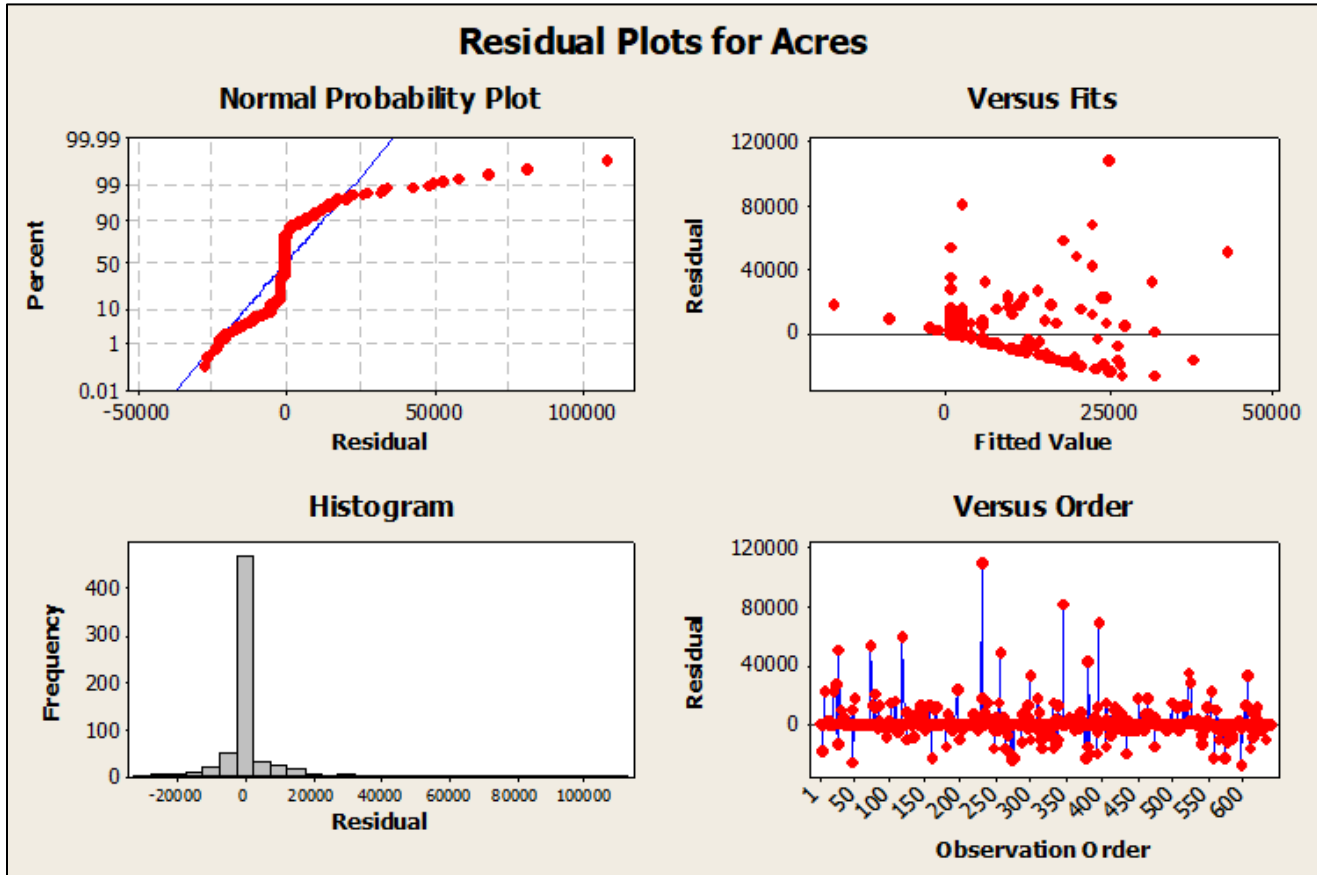 Residual Plots for Acres
Normal Probability Plot
99.99
99
90
50
10
1
0.01
Percent
-50000 0 50000 100000
Residual
Versus Fits
120000
80000
40000
0
Residual
0 25000 50000
Fitted Value
Histogram
400
300
200
100
0
Frequency
-20000 0 20000 40000 60000 80000 100000
Residual
Versus Order
120000
80000
40000
0
Residual
1 50 100 150 200 250 300 350 400 450 500 550 600
Observation Order